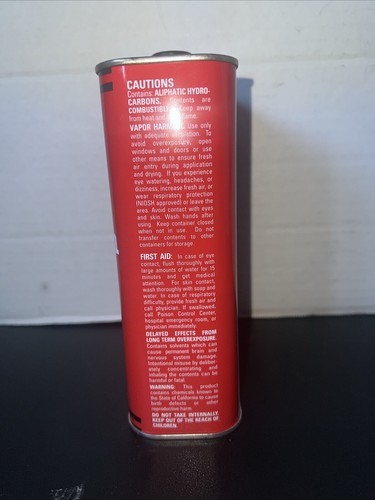 CAUTIONS
Contains: ALIPHATIC HYDRO-
CARBONS. Contents are
COMBUSTIBLE. Keep away
from heat and flame.
VAPOR HARMFUL. Use only
with adequate ventilation. To
avoid overexposure, open
windows and doors or use
other means to ensure fresh
air entry during application
and drying. If you experience
eye watering, headaches, or
dizziness, increase fresh air, or
wear respiratory protection
(NIOSH approved) or leave the
area. Avoid contact with eyes
and skin. Wash hands after
using. Keep container closed
when not in use. Do not
transfer contents to other
containers for storage.
FIRST AID: In case of eye
contact, flush thoroughly with
large amounts of water for 15
minutes and get medical
attention. For skin contact,
wash thoroughly with soap and
water. In case of respiratory
difficulty, provide fresh air and
call physician. If swallowed,
call Poison Control Center,
hospital emergency room, or
physician immediately.
DELAYED EFFECTS FROM
LONG TERM OVEREXPOSURE.
Contains solvents which can
cause permanent brain and
nervous system damage.
Intentional misuse by deliber-
ately concentrating and
inhaling the contents can be
harmful or fatal.
WARNING: This product
contains chemicals known to
the State of California to cause
birth defects or other
reproductive harm.
DO NOT TAKE INTERNALLY.
KEEP OUT OF THE REACH OF
CHILDREN.